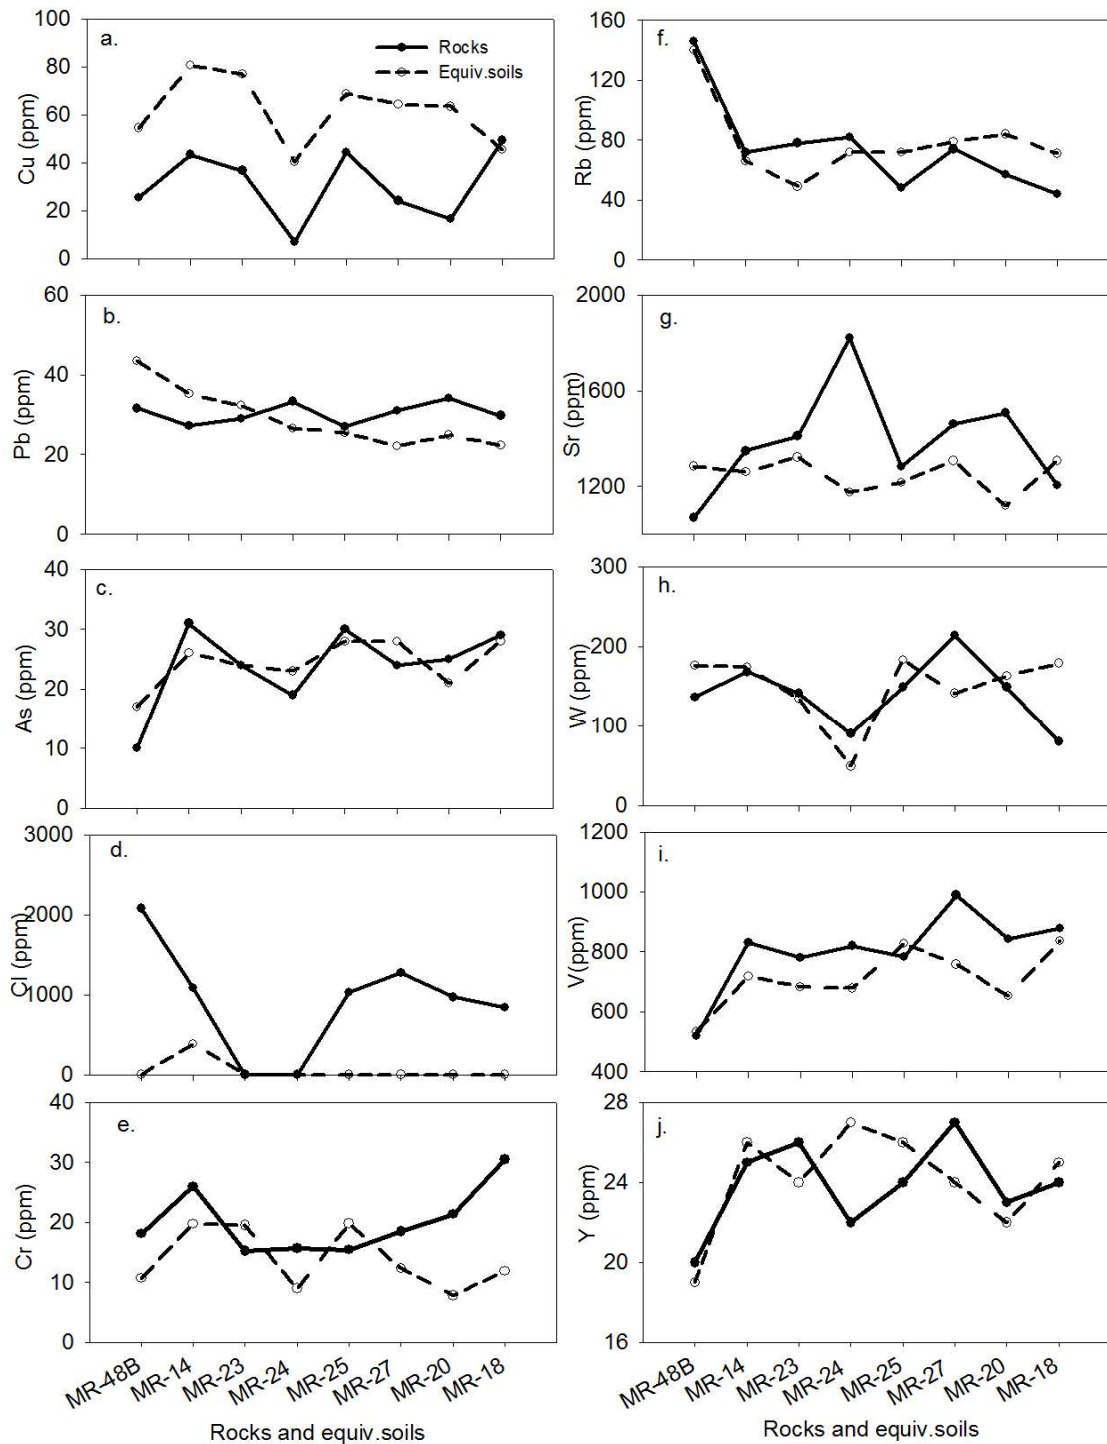 a.
Cu (ppm)
100
80
60
40
20
0
Rocks
Equiv.soils
b.
Pb (ppm)
60
40
20
0
c.
As (ppm)
40
30
20
10
0
d.
Cl (ppm)
3000
2000
1000
0
e.
Cr (ppm)
40
30
20
10
0
MR-48B
MR-14
MR-23
MR-24
MR-25
MR-27
MR-20
MR-18
Rocks and equiv.soils
f.
Rb (ppm)
160
120
80
40
0
g.
Sr (ppm)
2000
1600
1200
h.
W (ppm)
300
200
100
0
i.
V(ppm)
1200
1000
800
600
400
j.
Y (ppm)
28
24
20
16
MR-48B
MR-14
MR-23
MR-24
MR-25
MR-27
MR-20
MR-18
Rocks and equiv.soils